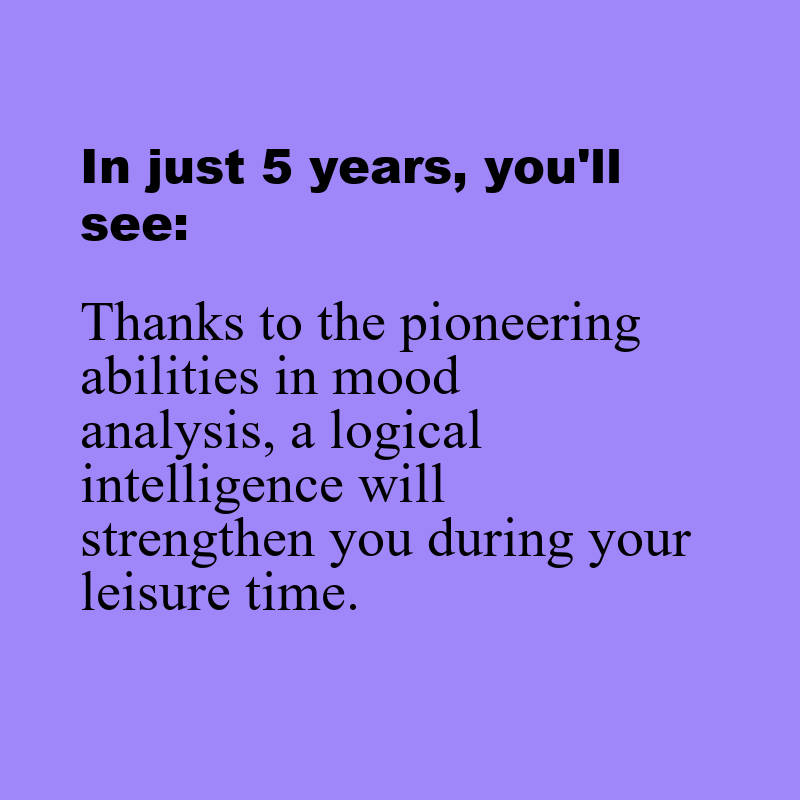 In just 5 years, you'll
see:
Thanks to the pioneering
abilities in mood
analysis, a logical
intelligence will
strengthen you during your
leisure time.